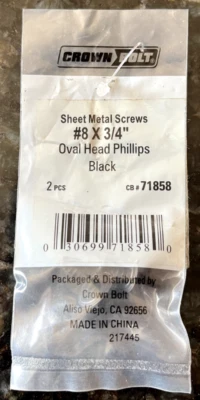 CROWN BOLT
Sheet Metal Screws
#8 X 3/4"
Oval Head Phillips
Black
2 PCS CB# 71858
0 30699 71858 0
Packaged & Distributed by
Crown Bolt
Aliso Viejo, CA 92656
MADE IN CHINA
217445